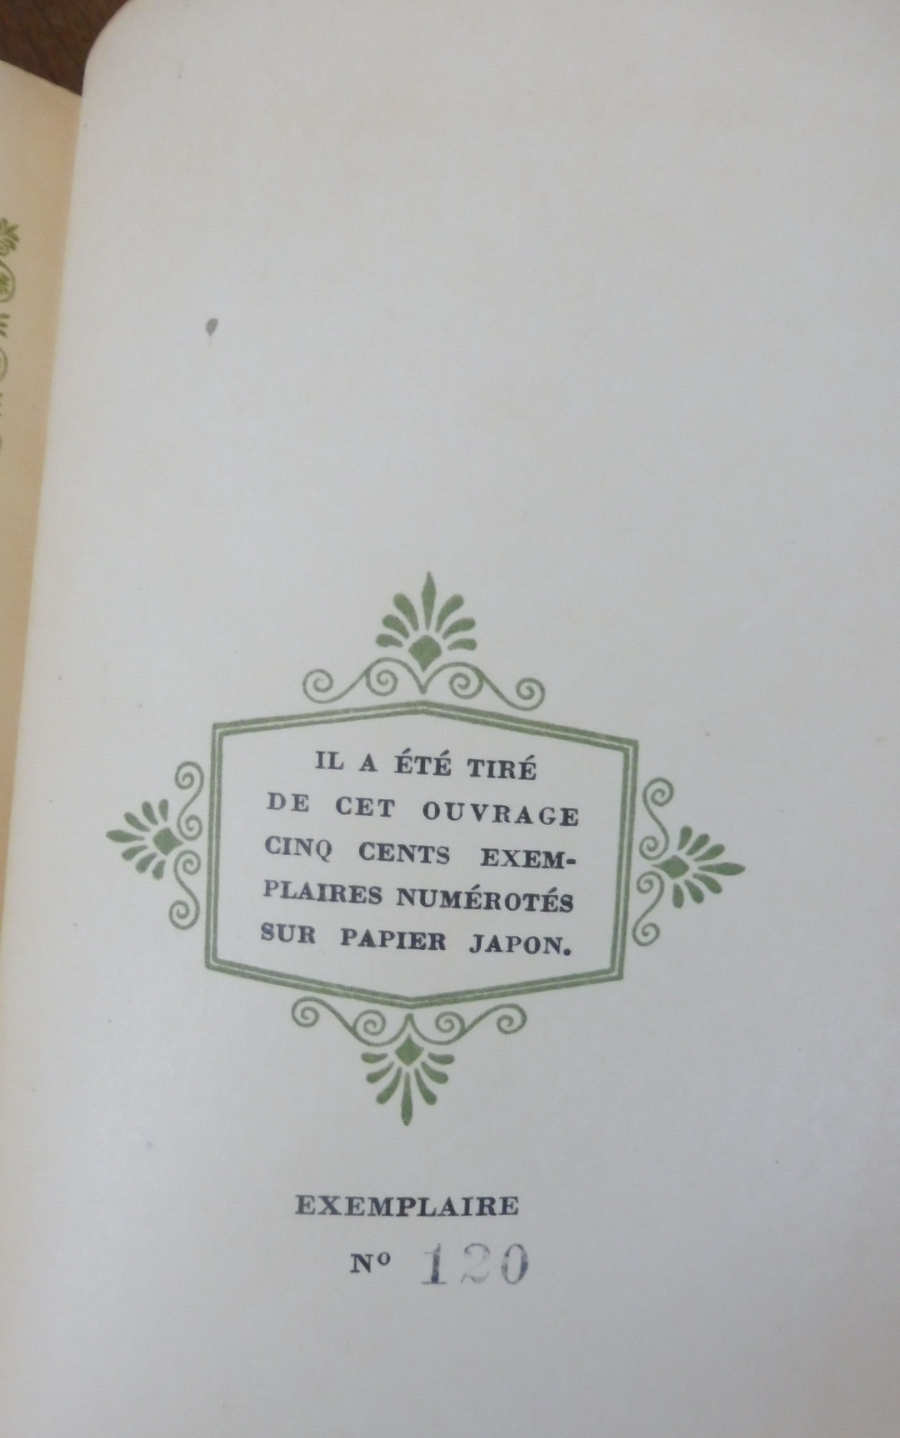 IL A ÉTÉ TIRÉ
DE CET OUVRAGE
CINQ CENTS EXEM-
PLAIRES NUMÉROTÉS
SUR PAPIER JAPON.
EXEMPLAIRE
Nº 120